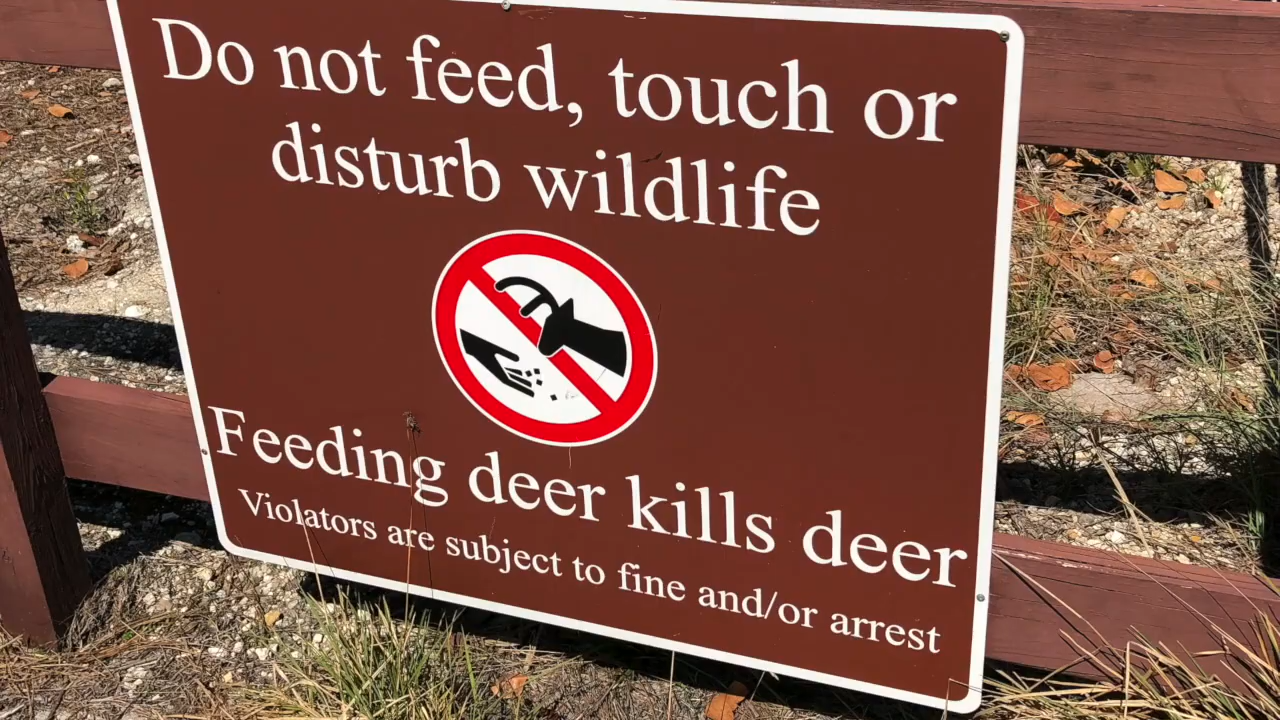 Do not feed, touch or
disturb wildlife
Feeding deer kills deer
Violators are subject to fine and/or arrest